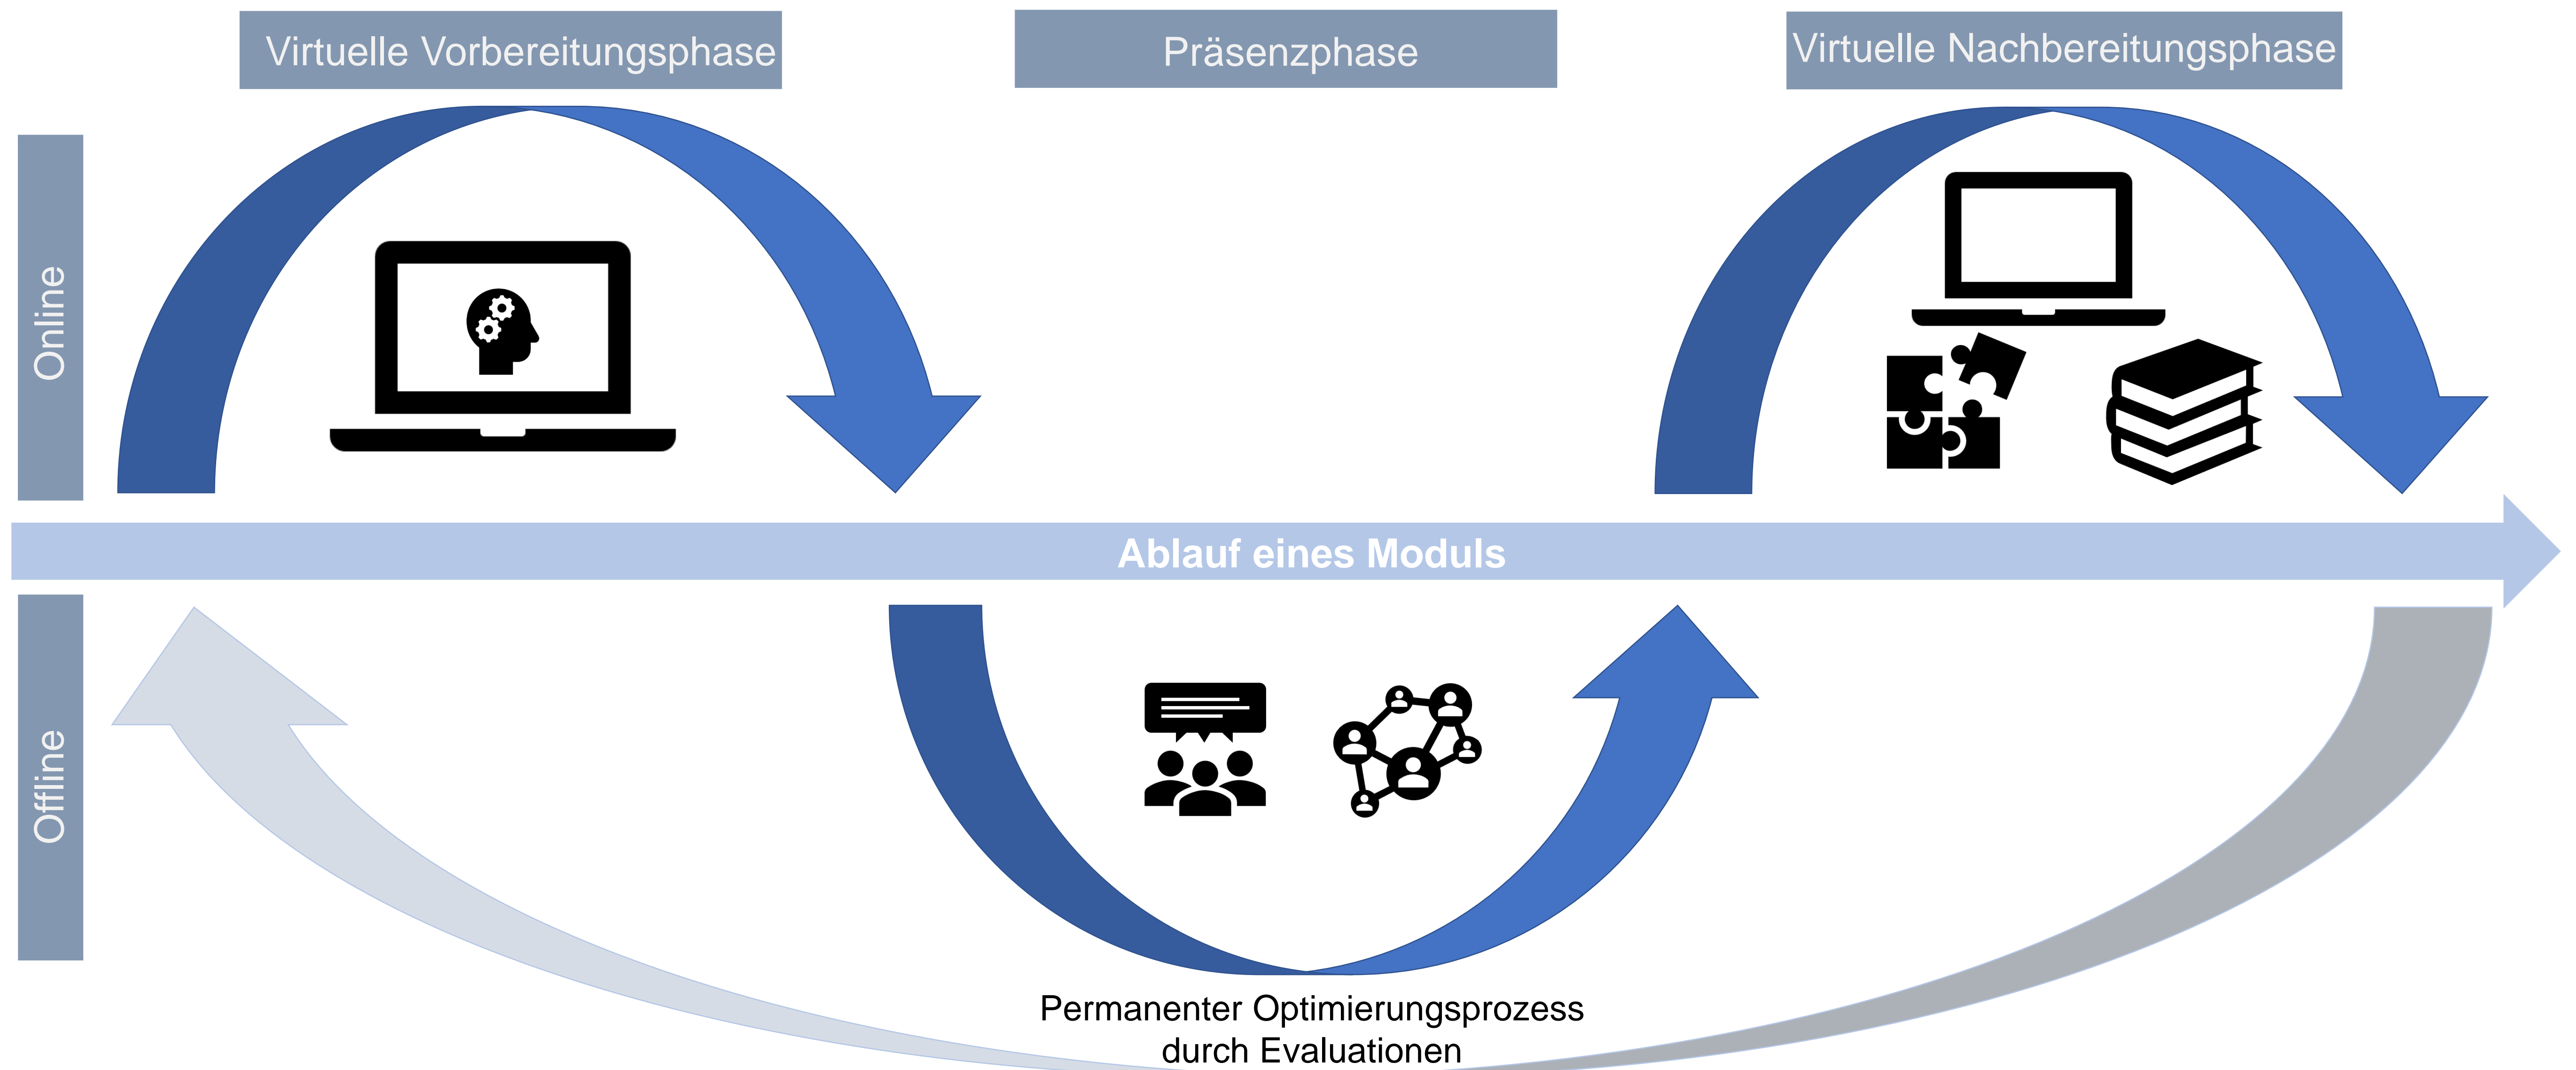 Virtuelle Vorbereitungsphase
Präsenzphase
Virtuelle Nachbereitungsphase
Online
Ablauf eines Moduls
Offline
Permanenter Optimierungsprozess
durch Evaluationen